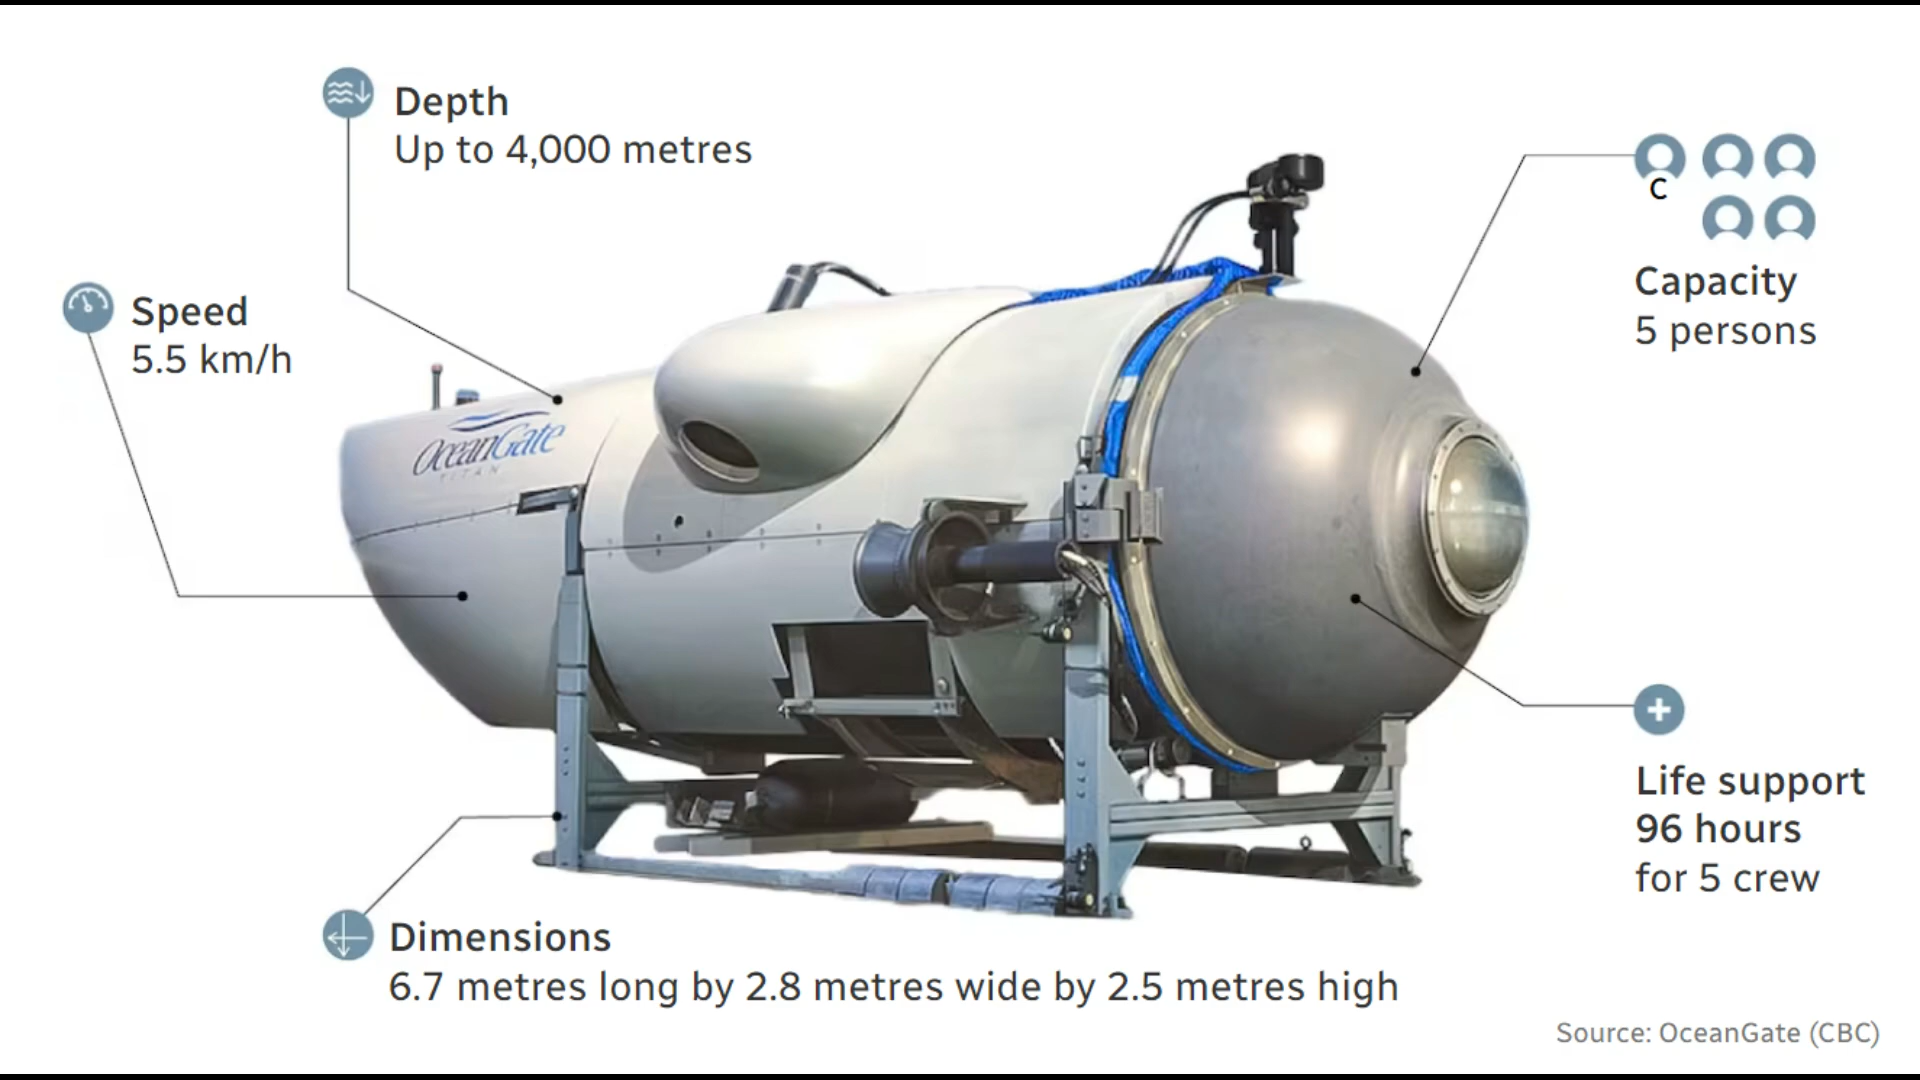 Depth
Up to 4,000 metres
Speed
5.5 km/h
C
Capacity
5 persons
OceanGate
TITAN
Life support
96 hours
for 5 crew
Dimensions
6.7 metres long by 2.8 metres wide by 2.5 metres high
Source: OceanGate (CBC)